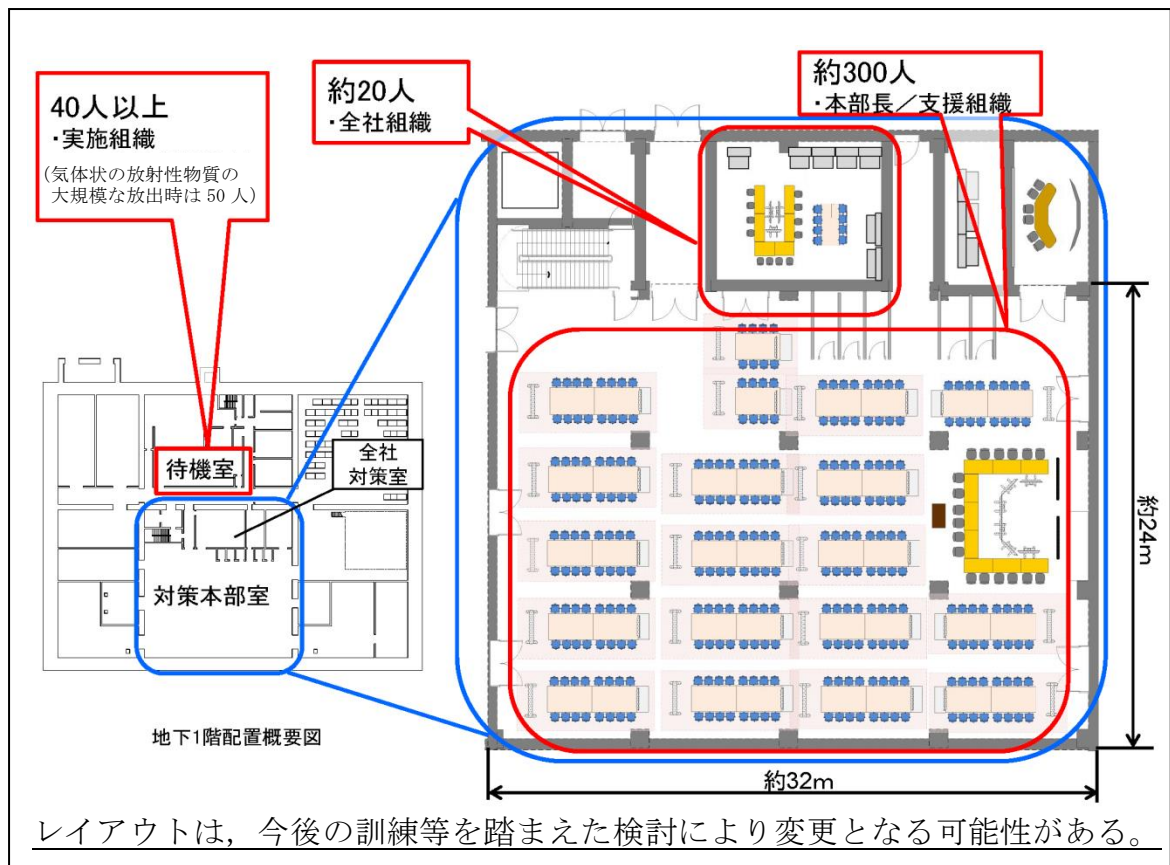 40人以上
・実施組織
(気体状の放射性物質の
大規模な放出時は 50 人)
約20人
・全社組織
約300人
・本部長／支援組織
待機室
全社
対策室
対策本部室
地下1階配置概要図
約24m
約32m
レイアウトは，今後の訓練等を踏まえた検討により変更となる可能性がある。